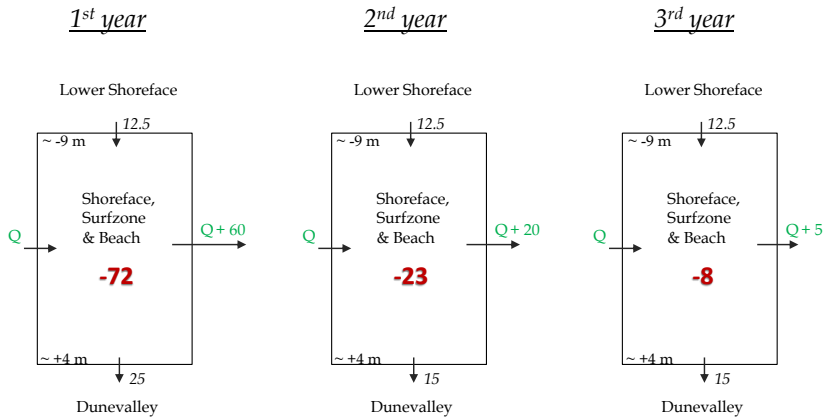 1st year
2nd year
3rd year
Lower Shoreface
Lower Shoreface
Lower Shoreface
12.5
12.5
12.5
~ -9 m
~ -9 m
~ -9 m
Shoreface,
Surfzone
& Beach
Shoreface,
Surfzone
& Beach
Shoreface,
Surfzone
& Beach
Q
Q + 60
Q
Q + 20
Q
Q + 5
-72
-23
-8
~ +4 m
~ +4 m
~ +4 m
25
15
15
Dunevalley
Dunevalley
Dunevalley